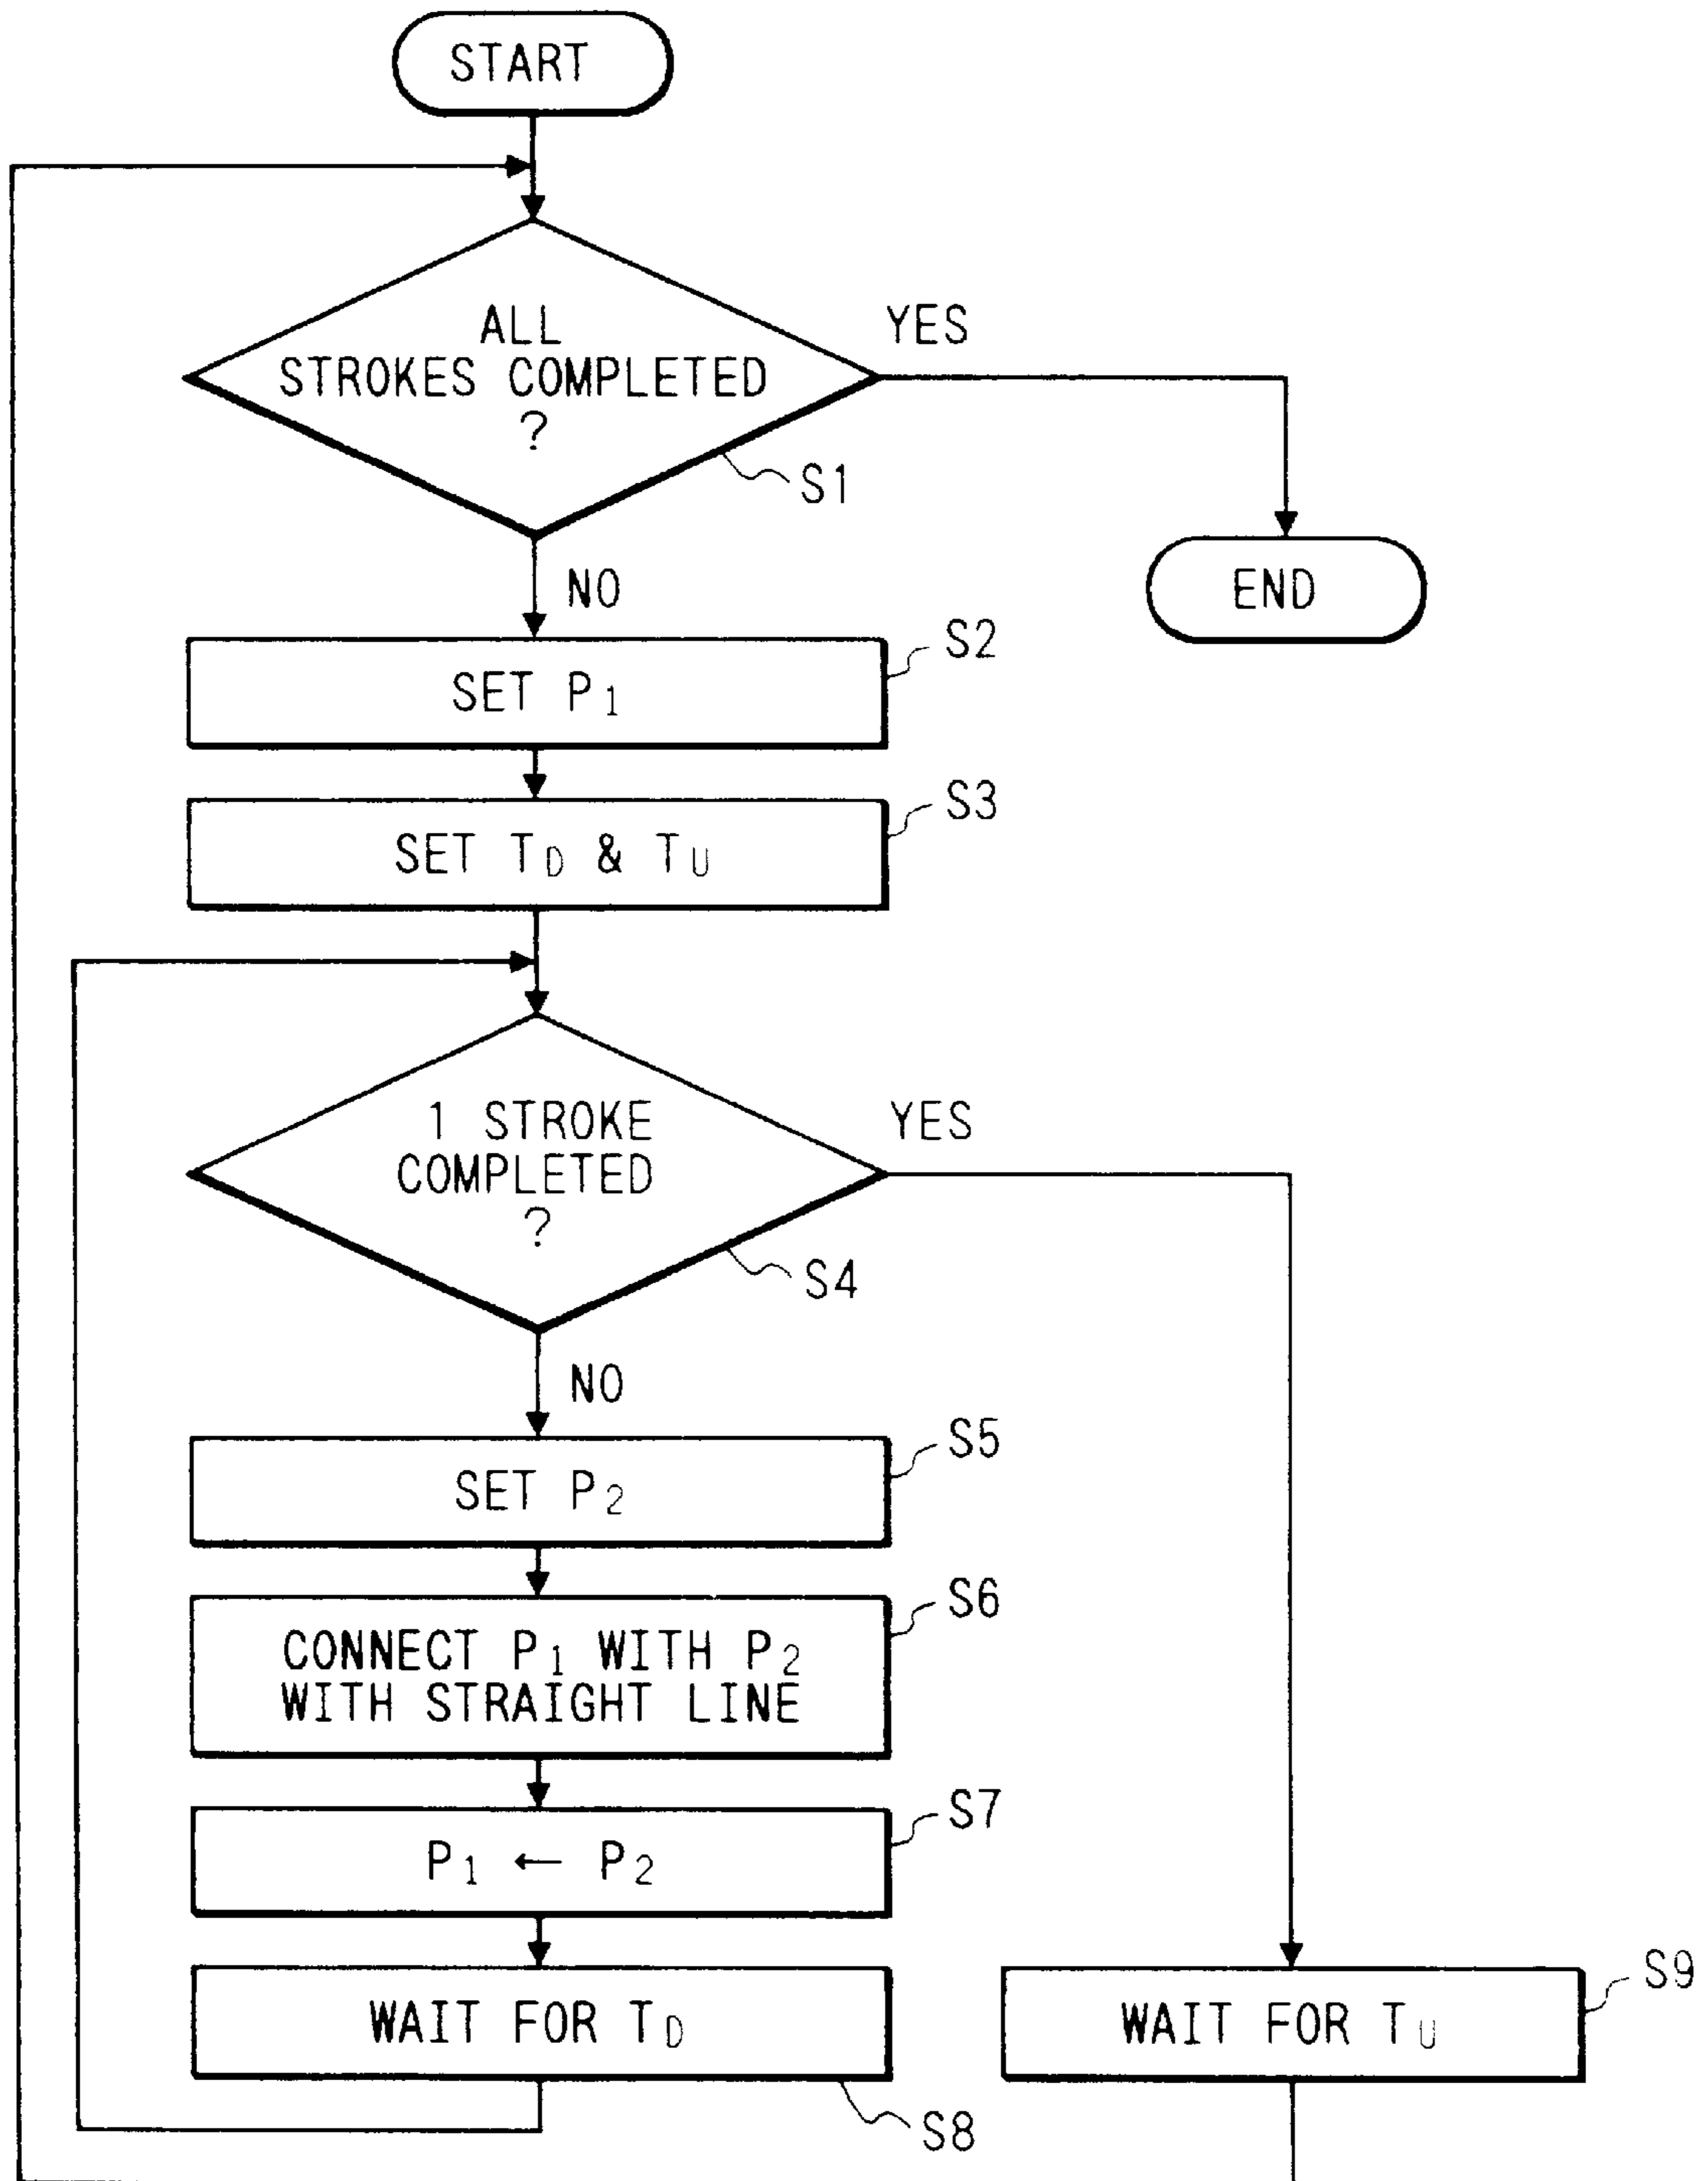 START
ALL
STROKES COMPLETED
?
YES
S1
END
NO
S2
SET P1
S3
SET TD & TU
1 STROKE
COMPLETED
?
YES
S4
NO
S5
SET P2
S6
CONNECT P1 WITH P2
WITH STRAIGHT LINE
S7
P1 ← P2
S9
WAIT FOR TD
WAIT FOR TU
S8